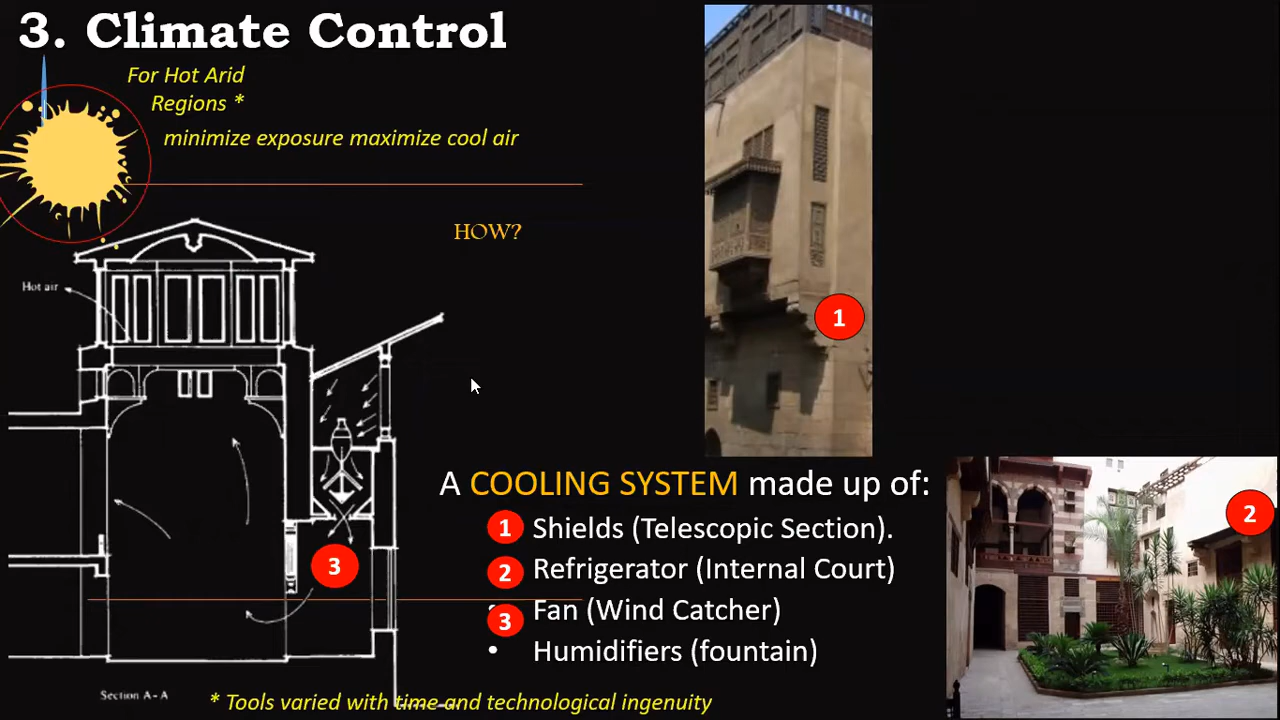 3. Climate Control
For Hot Arid
Regions *
minimize exposure maximize cool air
HOW?
Hot air
1
A COOLING SYSTEM made up of:
1 Shields (Telescopic Section).
2 Refrigerator (Internal Court)
3 Fan (Wind Catcher)
• Humidifiers (fountain)
2
3
Section A-A
* Tools varied with time and technological ingenuity